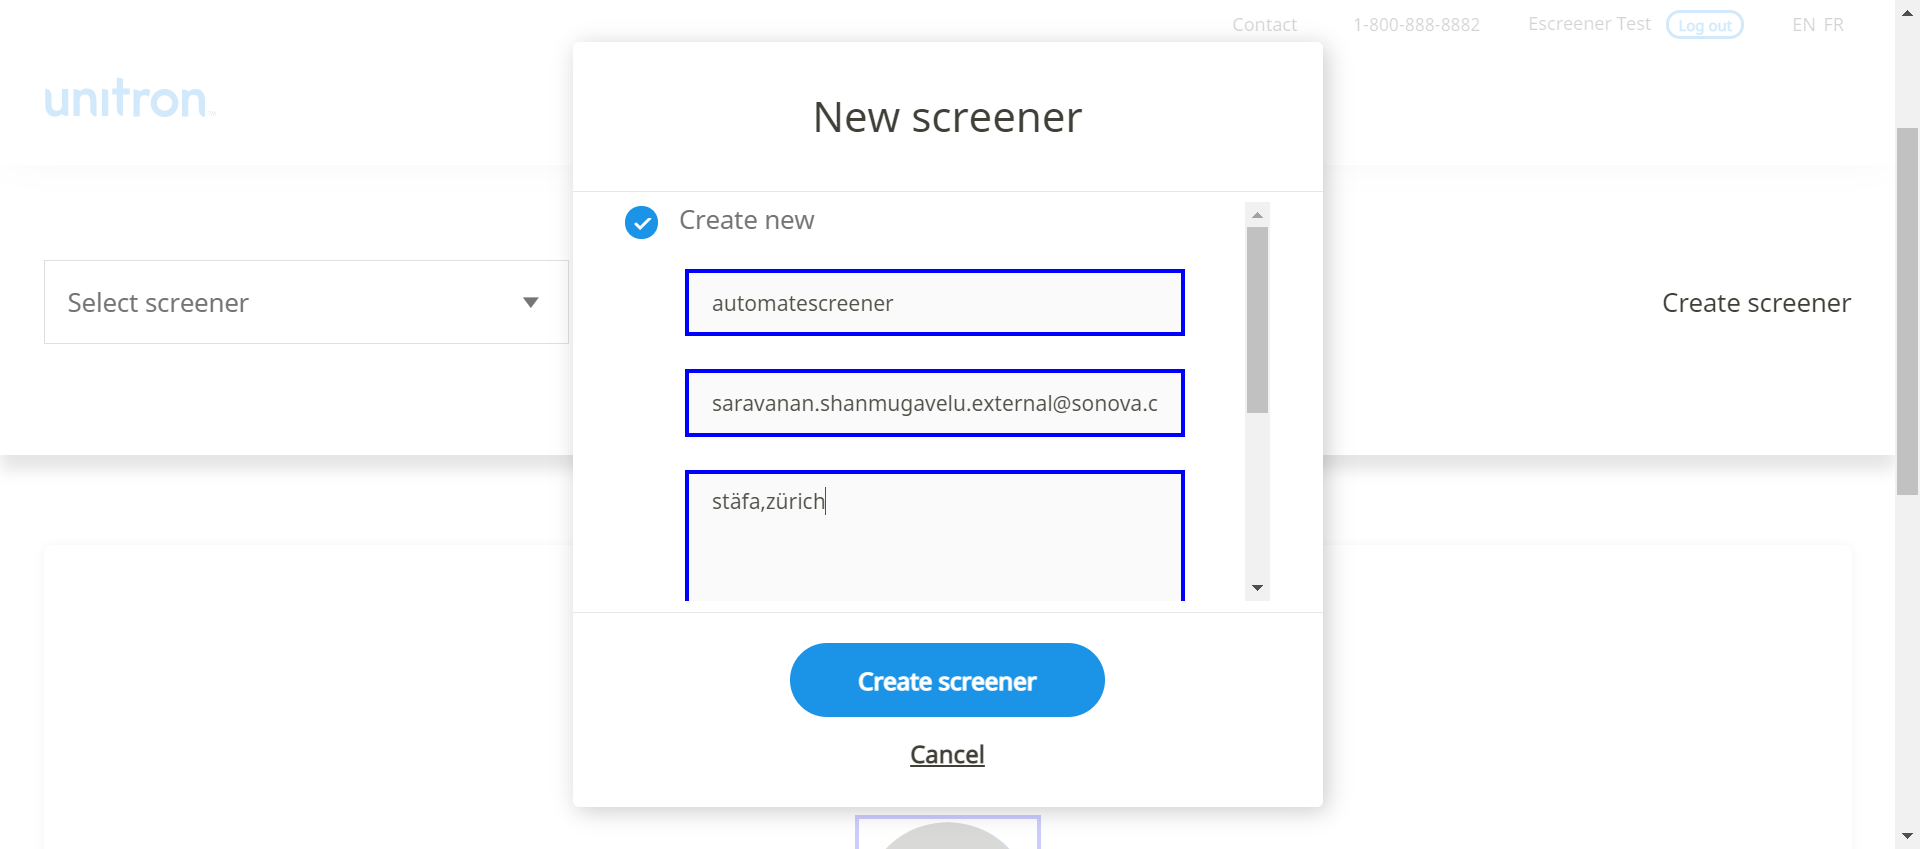 Contact 1-800-888-8882 Escreener Test Log out EN FR
unitron
New screener
Create new
Select screener
automatescreener
Create screener
saravanan.shanmugavelu.external@sonova.c
stäfa,zürich
Create screener
Cancel